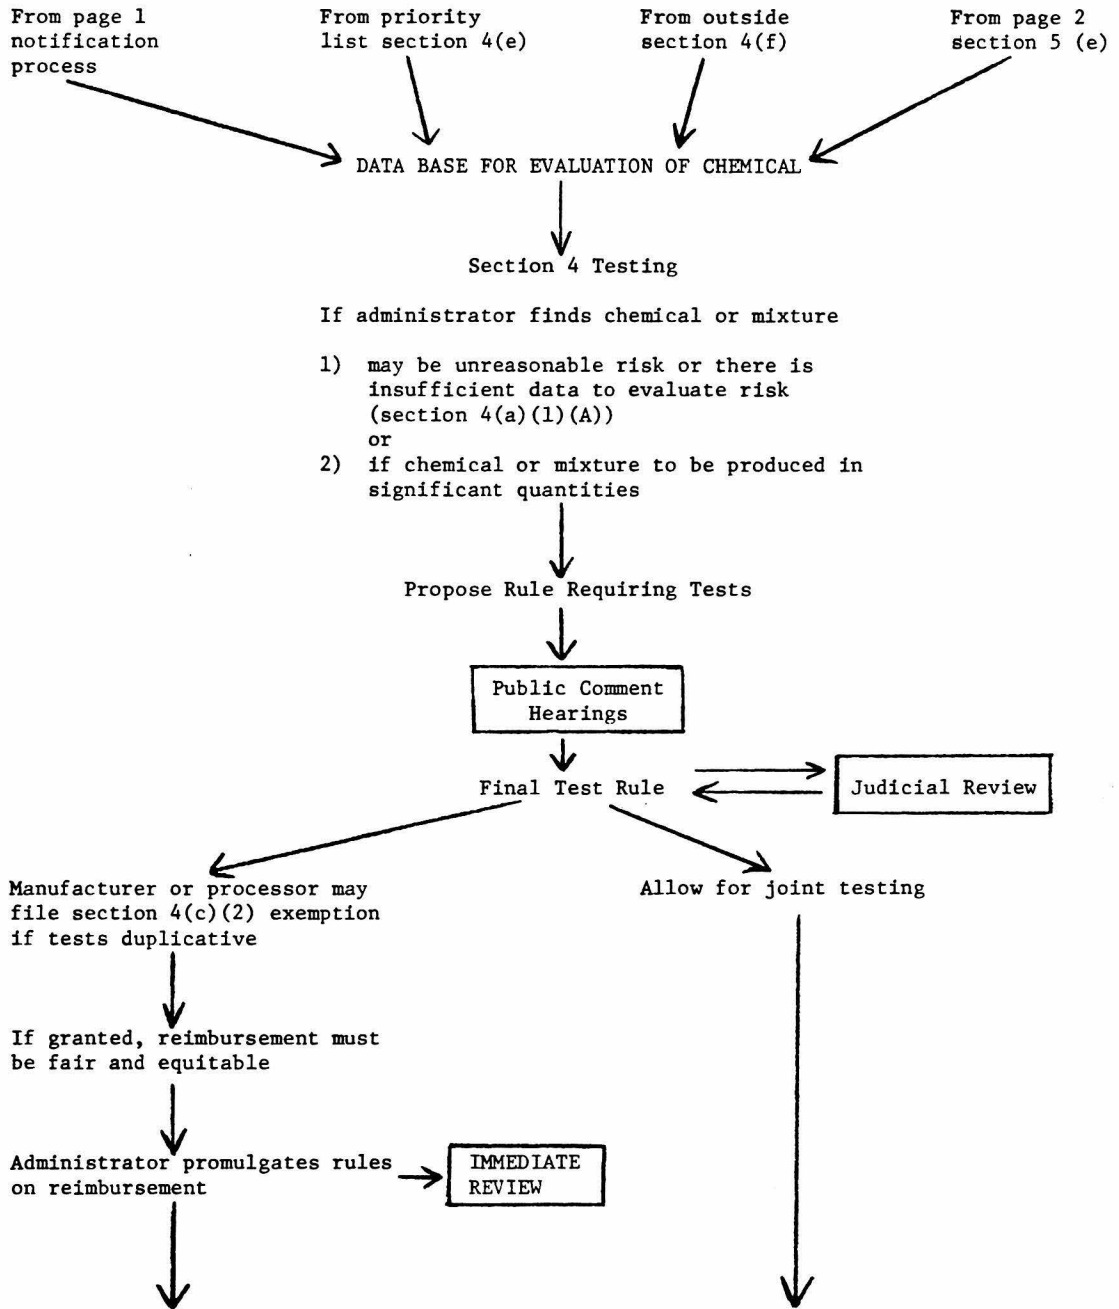 From page 1
notification
process
From priority
list section 4(e)
From outside
section 4(f)
From page 2
section 5 (e)
DATA BASE FOR EVALUATION OF CHEMICAL
Section 4 Testing
If administrator finds chemical or mixture
1) may be unreasonable risk or there is
insufficient data to evaluate risk
(section 4(a)(1)(A))
or
2) if chemical or mixture to be produced in
significant quantities
Propose Rule Requiring Tests
Public Comment
Hearings
Final Test Rule
Judicial Review
Manufacturer or processor may
file section 4(c)(2) exemption
if tests duplicative
Allow for joint testing
If granted, reimbursement must
be fair and equitable
Administrator promulgates rules
on reimbursement
IMMEDIATE
REVIEW